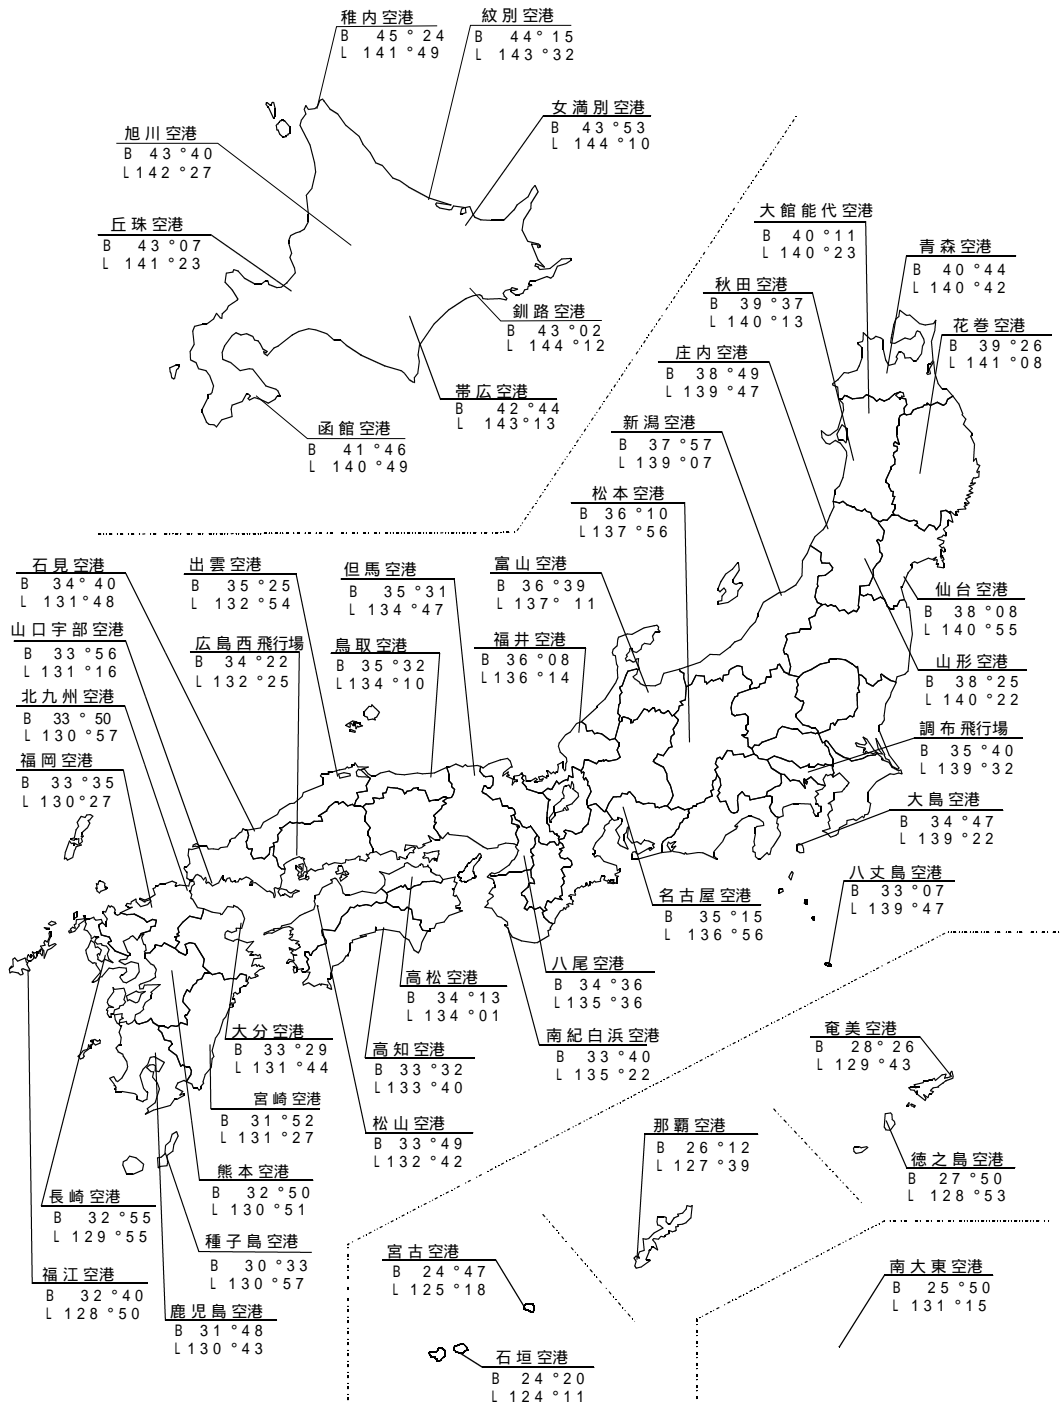 稚内空港
B 45°24
L 141°49
紋別空港
B 44°15
L 143°32
女満別空港
B 43°53
L 144°10
旭川空港
B 43°40
L 142°27
丘珠空港
B 43°07
L 141°23
釧路空港
B 43°02
L 144°12
帯広空港
B 42°44
L 143°13
函館空港
B 41°46
L 140°49
大館能代空港
B 40°11
L 140°23
青森空港
B 40°44
L 140°42
秋田空港
B 39°37
L 140°13
花巻空港
B 39°26
L 141°08
庄内空港
B 38°49
L 139°47
新潟空港
B 37°57
L 139°07
松本空港
B 36°10
L 137°56
富山空港
B 36°39
L 137°11
福井空港
B 36°08
L 136°14
石見空港
B 34°40
L 131°48
出雲空港
B 35°25
L 132°54
但馬空港
B 35°31
L 134°47
山口宇部空港
B 33°56
L 131°16
広島西飛行場
B 34°22
L 132°25
鳥取空港
B 35°32
L 134°10
北九州空港
B 33°50
L 130°57
福岡空港
B 33°35
L 130°27
仙台空港
B 38°08
L 140°55
山形空港
B 38°25
L 140°22
調布飛行場
B 35°40
L 139°32
大島空港
B 34°47
L 139°22
八丈島空港
B 33°07
L 139°47
名古屋空港
B 35°15
L 136°56
八尾空港
B 34°36
L 135°36
南紀白浜空港
B 33°40
L 135°22
高松空港
B 34°13
L 134°01
高知空港
B 33°32
L 133°40
松山空港
B 33°49
L 132°42
大分空港
B 33°29
L 131°44
宮崎空港
B 31°52
L 131°27
熊本空港
B 32°50
L 130°51
長崎空港
B 32°55
L 129°55
種子島空港
B 30°33
L 130°57
福江空港
B 32°40
L 128°50
鹿児島空港
B 31°48
L 130°43
奄美空港
B 28°26
L 129°43
徳之島空港
B 27°50
L 128°53
那覇空港
B 26°12
L 127°39
宮古空港
B 24°47
L 125°18
石垣空港
B 24°20
L 124°11
南大東空港
B 25°50
L 131°15